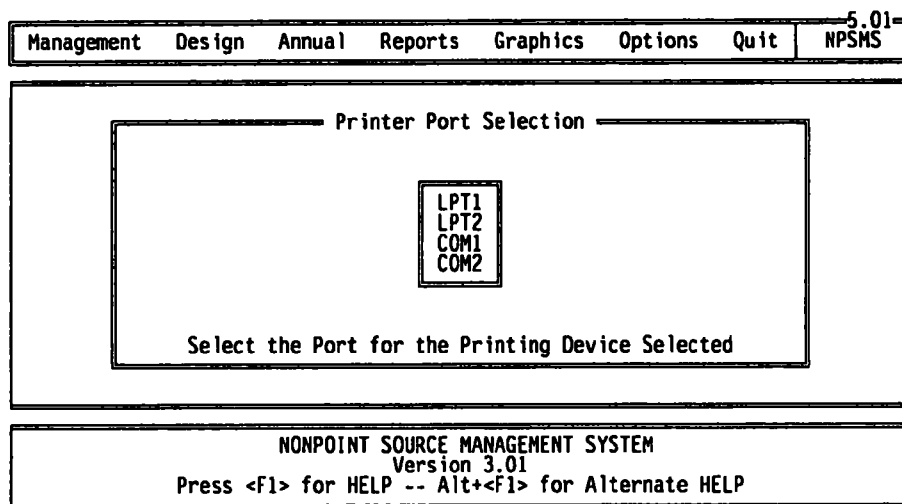 5.01
Management Design Annual Reports Graphics Options Quit NPSMS
Printer Port Selection
LPT1
LPT2
COM1
COM2
Select the Port for the Printing Device Selected
NONPOINT SOURCE MANAGEMENT SYSTEM
Version 3.01
Press <F1> for HELP -- Alt+<F1> for Alternate HELP